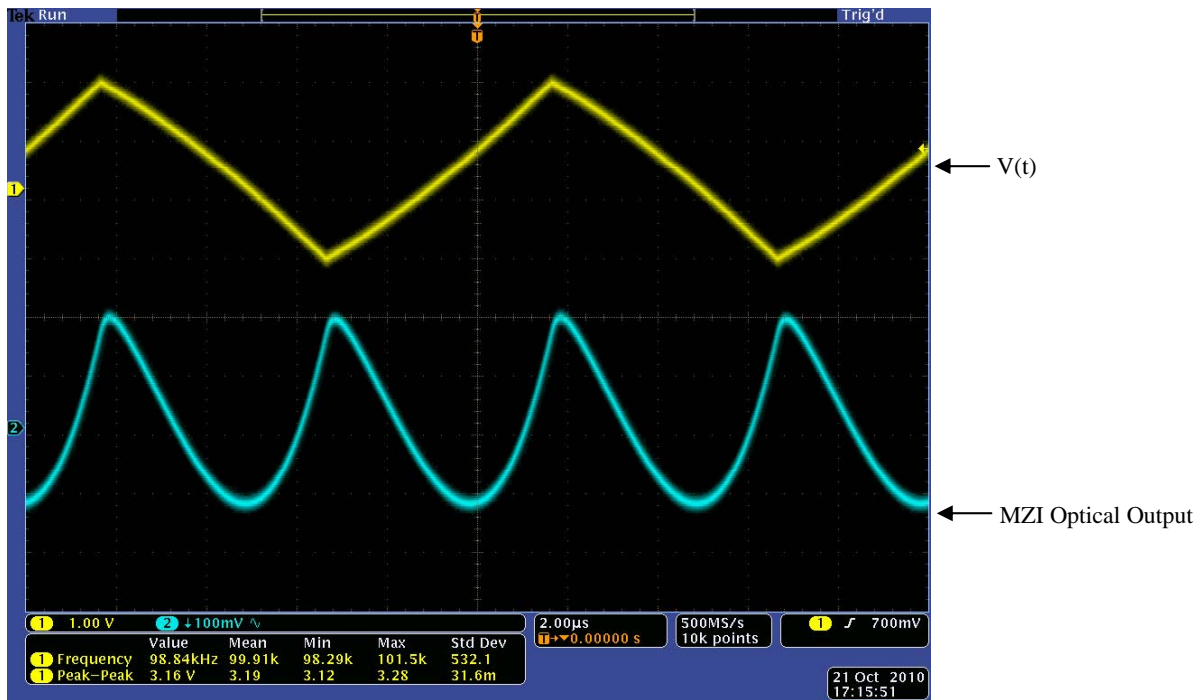 Tek Run Trig'd
T
T
1
V(t)
2
MZI Optical Output
1 1.00 V 2 ↓100mV ∿
2.00µs
T→▼0.00000 s
500MS/s
10k points
1 ∫ 700mV
Value Mean Min Max Std Dev
1 Frequency 98.84kHz 99.91k 98.29k 101.5k 532.1
1 Peak-Peak 3.16 V 3.19 3.12 3.28 31.6m
21 Oct 2010
17:15:51